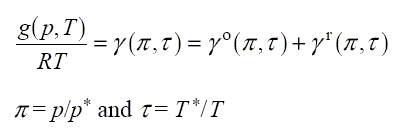 g(p,T)/RT = γ(π,τ) = γ°(π,τ) + γʳ(π,τ)
π = p/p* and τ = T*/T